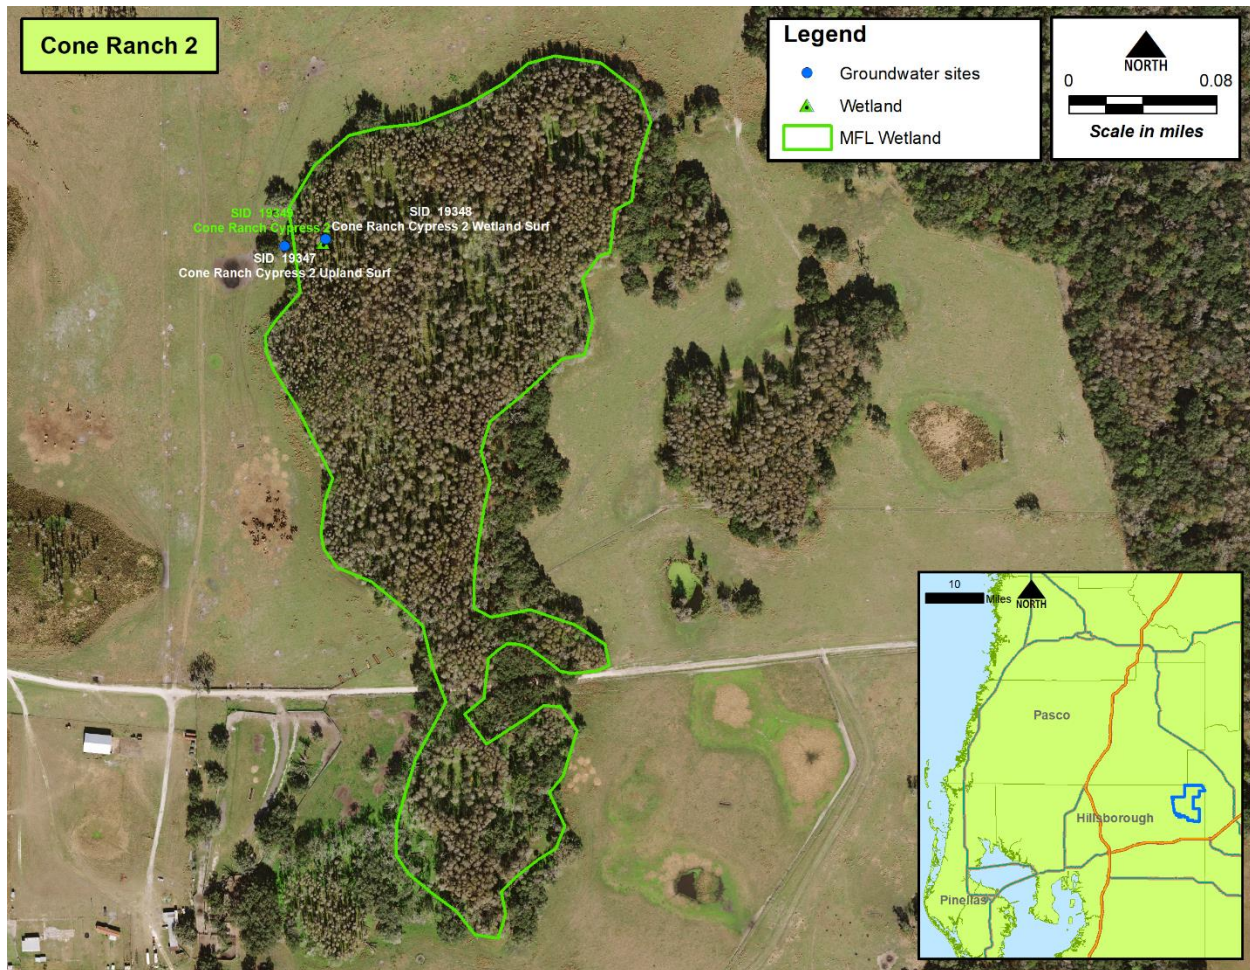 Cone Ranch 2
Legend
Groundwater sites
Wetland
MFL Wetland
NORTH
0 0.08
Scale in miles
SID 19349
Cone Ranch Cypress 2
SID 19348
Cone Ranch Cypress 2 Wetland Surf
SID 19347
Cone Ranch Cypress 2 Upland Surf
10
Miles
NORTH
Pasco
Hillsborough
Pinellas